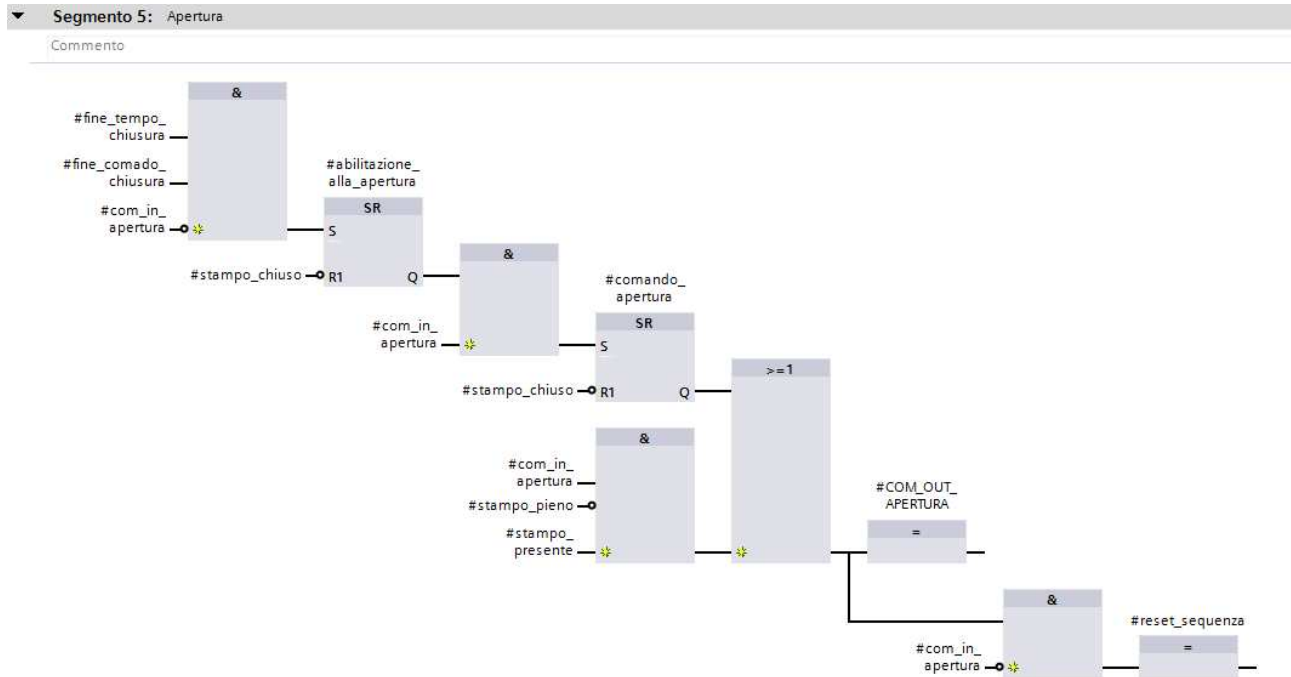 Segmento 5: Apertura
Commento
&
#fine_tempo_
chiusura
#fine_comado_
chiusura
#com_in_
apertura
#abilitazione_
alla_apertura
SR
S
#stampo_chiuso
R1 Q
&
#com_in_
apertura
#comando_
apertura
SR
S
#stampo_chiuso
R1 Q
>=1
&
#com_in_
apertura
#stampo_pieno
#stampo_
presente
#COM_OUT_
APERTURA
=
&
#com_in_
apertura
#reset_sequenza
=